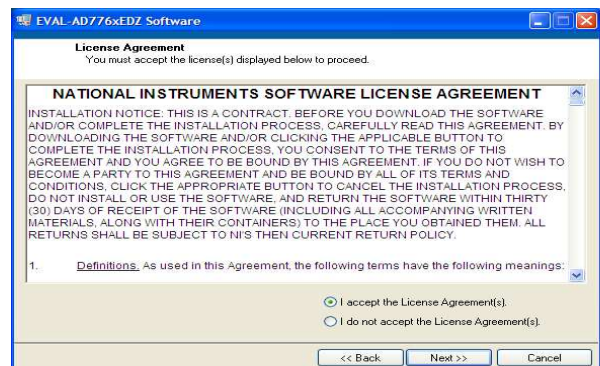 EVAL-AD776xEDZ Software
License Agreement
You must accept the license(s) displayed below to proceed.
NATIONAL INSTRUMENTS SOFTWARE LICENSE AGREEMENT
INSTALLATION NOTICE: THIS IS A CONTRACT. BEFORE YOU DOWNLOAD THE SOFTWARE
AND/OR COMPLETE THE INSTALLATION PROCESS, CAREFULLY READ THIS AGREEMENT. BY
DOWNLOADING THE SOFTWARE AND/OR CLICKING THE APPLICABLE BUTTON TO
COMPLETE THE INSTALLATION PROCESS, YOU CONSENT TO THE TERMS OF THIS
AGREEMENT AND YOU AGREE TO BE BOUND BY THIS AGREEMENT. IF YOU DO NOT WISH TO
BECOME A PARTY TO THIS AGREEMENT AND BE BOUND BY ALL OF ITS TERMS AND
CONDITIONS, CLICK THE APPROPRIATE BUTTON TO CANCEL THE INSTALLATION PROCESS,
DO NOT INSTALL OR USE THE SOFTWARE, AND RETURN THE SOFTWARE WITHIN THIRTY
(30) DAYS OF RECEIPT OF THE SOFTWARE (INCLUDING ALL ACCOMPANYING WRITTEN
MATERIALS, ALONG WITH THEIR CONTAINERS) TO THE PLACE YOU OBTAINED THEM. ALL
RETURNS SHALL BE SUBJECT TO NI'S THEN CURRENT RETURN POLICY.
1. Definitions. As used in this Agreement, the following terms have the following meanings:
I accept the License Agreement(s).
I do not accept the License Agreement(s).
<< Back Next >> Cancel